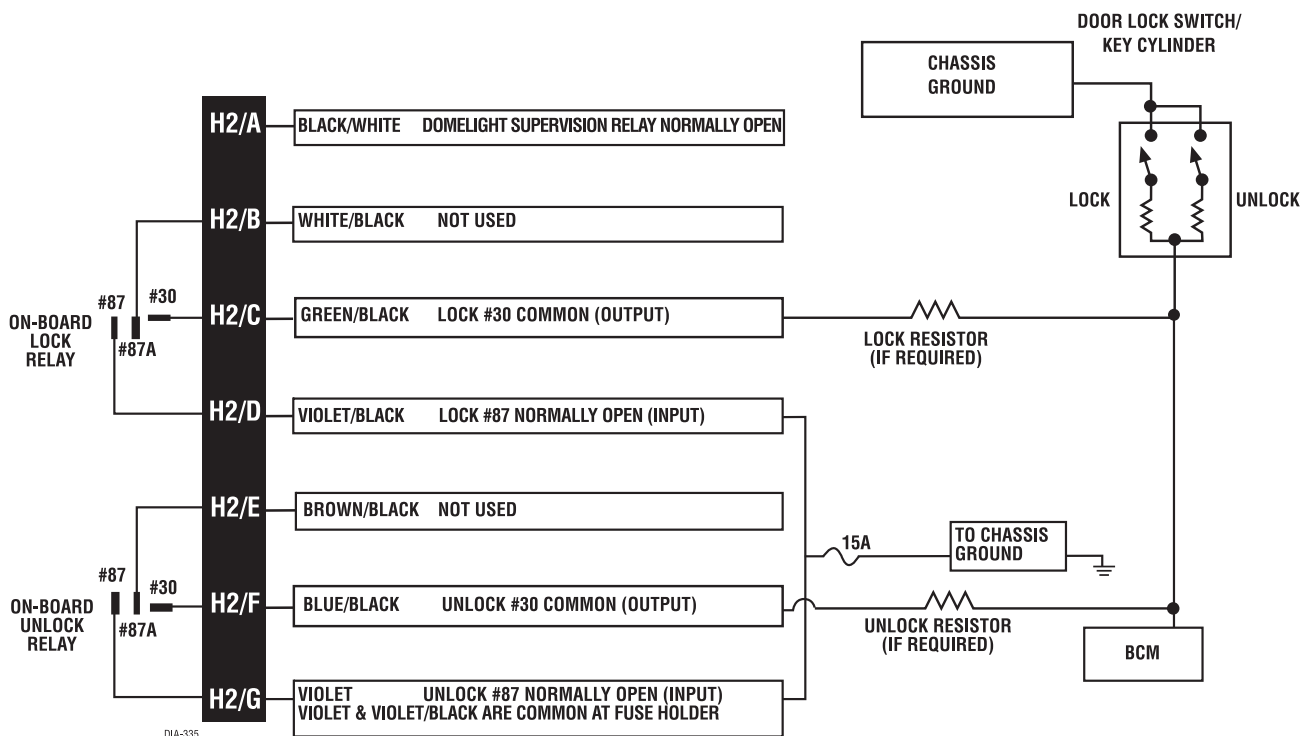 DOOR LOCK SWITCH/
KEY CYLINDER
CHASSIS
GROUND
H2/A
BLACK/WHITE DOMELIGHT SUPERVISION RELAY NORMALLY OPEN
LOCK
UNLOCK
H2/B
WHITE/BLACK NOT USED
#87
#30
#87A
ON-BOARD
LOCK
RELAY
H2/C
GREEN/BLACK LOCK #30 COMMON (OUTPUT)
LOCK RESISTOR
(IF REQUIRED)
H2/D
VIOLET/BLACK LOCK #87 NORMALLY OPEN (INPUT)
H2/E
BROWN/BLACK NOT USED
15A
TO CHASSIS
GROUND
#87
#30
#87A
ON-BOARD
UNLOCK
RELAY
H2/F
BLUE/BLACK UNLOCK #30 COMMON (OUTPUT)
UNLOCK RESISTOR
(IF REQUIRED)
BCM
H2/G
VIOLET UNLOCK #87 NORMALLY OPEN (INPUT)
VIOLET & VIOLET/BLACK ARE COMMON AT FUSE HOLDER
DIA-335